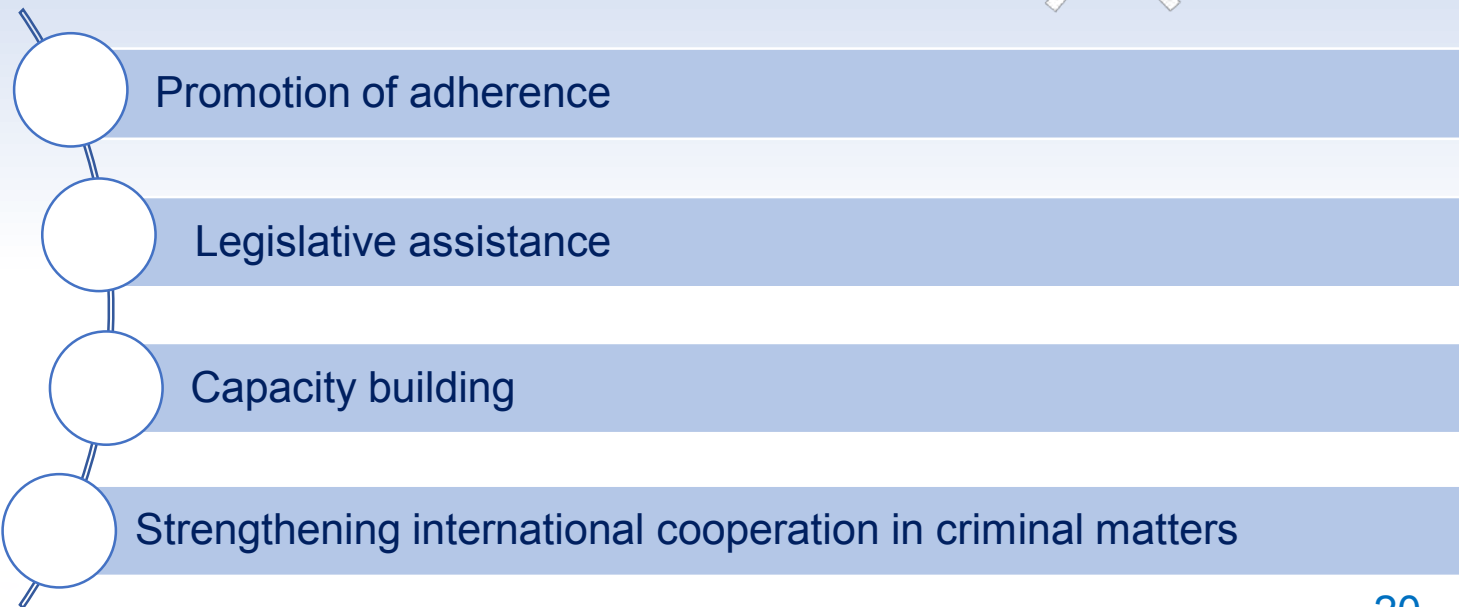 Promotion of adherence
Legislative assistance
Capacity building
Strengthening international cooperation in criminal matters